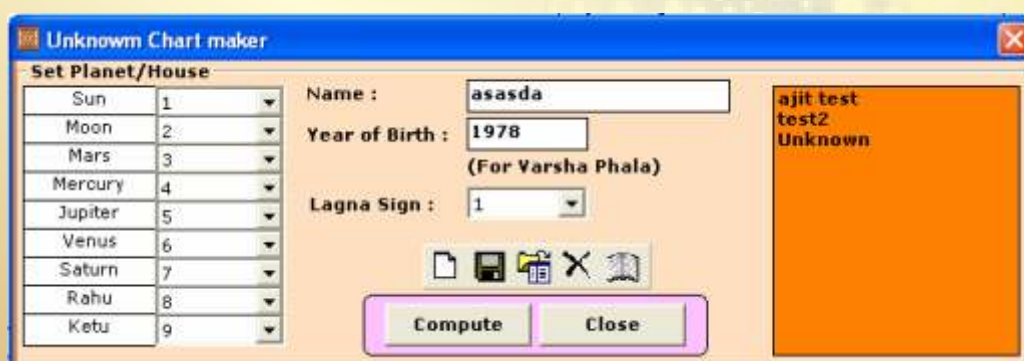 Unknowm Chart maker
Set Planet/House
Sun 1
Moon 2
Mars 3
Mercury 4
Jupiter 5
Venus 6
Saturn 7
Rahu 8
Ketu 9
Name : asasda
Year of Birth : 1978
(For Varsha Phala)
Lagna Sign : 1
Compute Close
ajit test
test2
Unknown